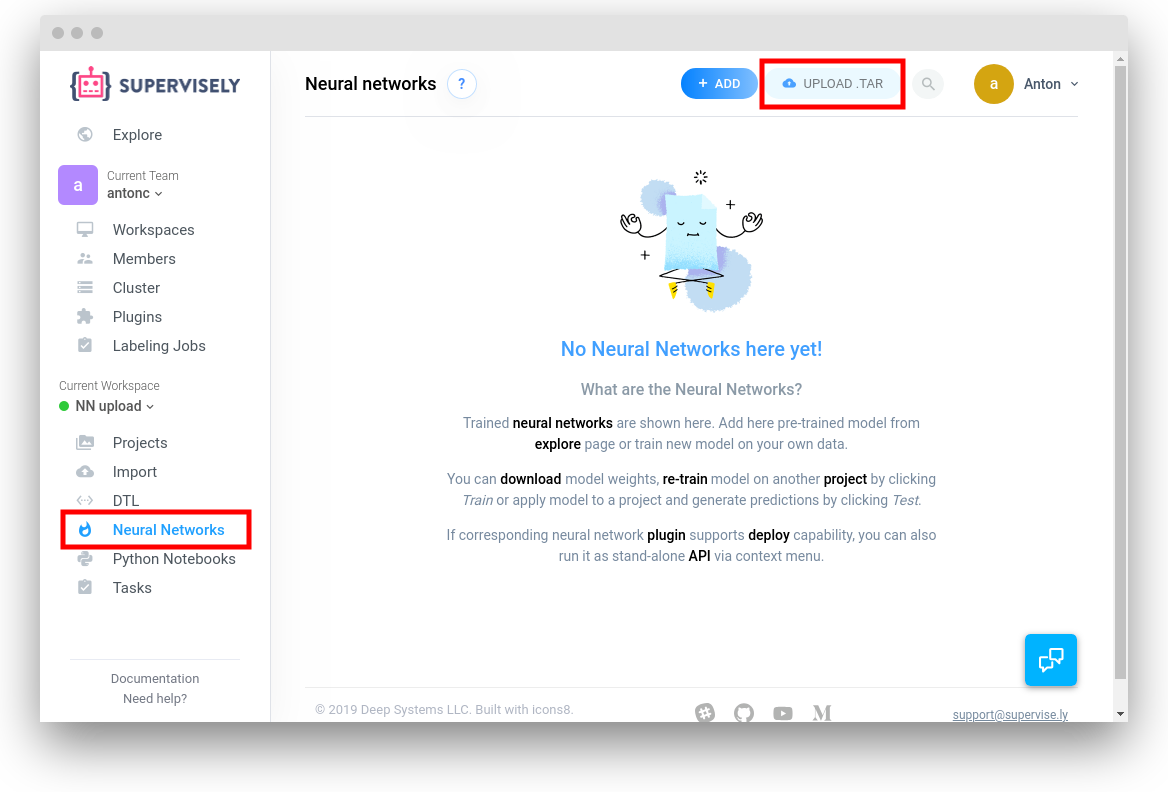 SUPERVISELY
Neural networks ?
+ ADD
UPLOAD .TAR
a
Anton
Explore
a
Current Team
antonc
Workspaces
Members
Cluster
Plugins
Labeling Jobs
Current Workspace
NN upload
Projects
Import
DTL
Neural Networks
Python Notebooks
Tasks
Documentation
Need help?
No Neural Networks here yet!
What are the Neural Networks?
Trained neural networks are shown here. Add here pre-trained model from
explore page or train new model on your own data.
You can download model weights, re-train model on another project by clicking
Train or apply model to a project and generate predictions by clicking Test.
If corresponding neural network plugin supports deploy capability, you can also
run it as stand-alone API via context menu.
© 2019 Deep Systems LLC. Built with icons8.
support@supervise.ly